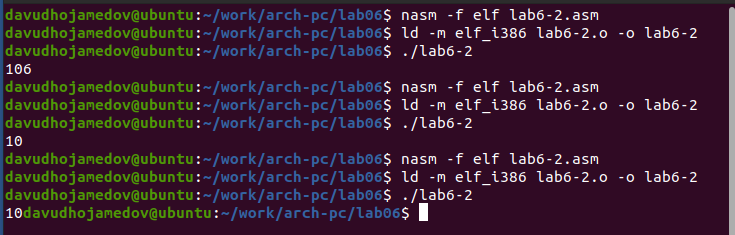 davudhojamedov@ubuntu:~/work/arch-pc/lab06$ nasm -f elf lab6-2.asm
davudhojamedov@ubuntu:~/work/arch-pc/lab06$ ld -m elf_i386 lab6-2.o -o lab6-2
davudhojamedov@ubuntu:~/work/arch-pc/lab06$ ./lab6-2
106
davudhojamedov@ubuntu:~/work/arch-pc/lab06$ nasm -f elf lab6-2.asm
davudhojamedov@ubuntu:~/work/arch-pc/lab06$ ld -m elf_i386 lab6-2.o -o lab6-2
davudhojamedov@ubuntu:~/work/arch-pc/lab06$ ./lab6-2
10
davudhojamedov@ubuntu:~/work/arch-pc/lab06$ nasm -f elf lab6-2.asm
davudhojamedov@ubuntu:~/work/arch-pc/lab06$ ld -m elf_i386 lab6-2.o -o lab6-2
davudhojamedov@ubuntu:~/work/arch-pc/lab06$ ./lab6-2
10davudhojamedov@ubuntu:~/work/arch-pc/lab06$